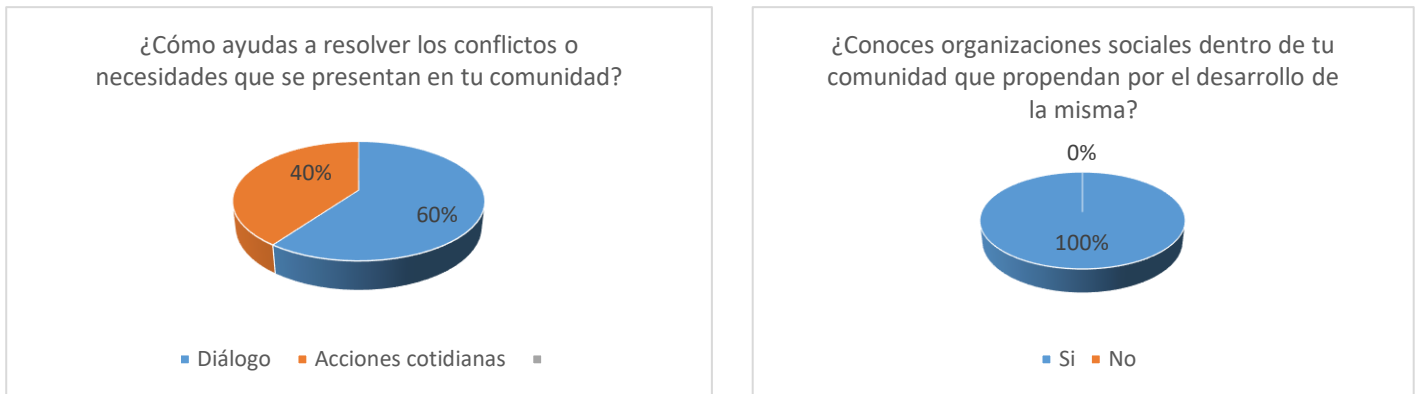 ¿Cómo ayudas a resolver los conflictos o
necesidades que se presentan en tu comunidad?
40%
60%
Diálogo Acciones cotidianas
¿Conoces organizaciones sociales dentro de tu
comunidad que propendan por el desarrollo de
la misma?
0%
100%
Si No